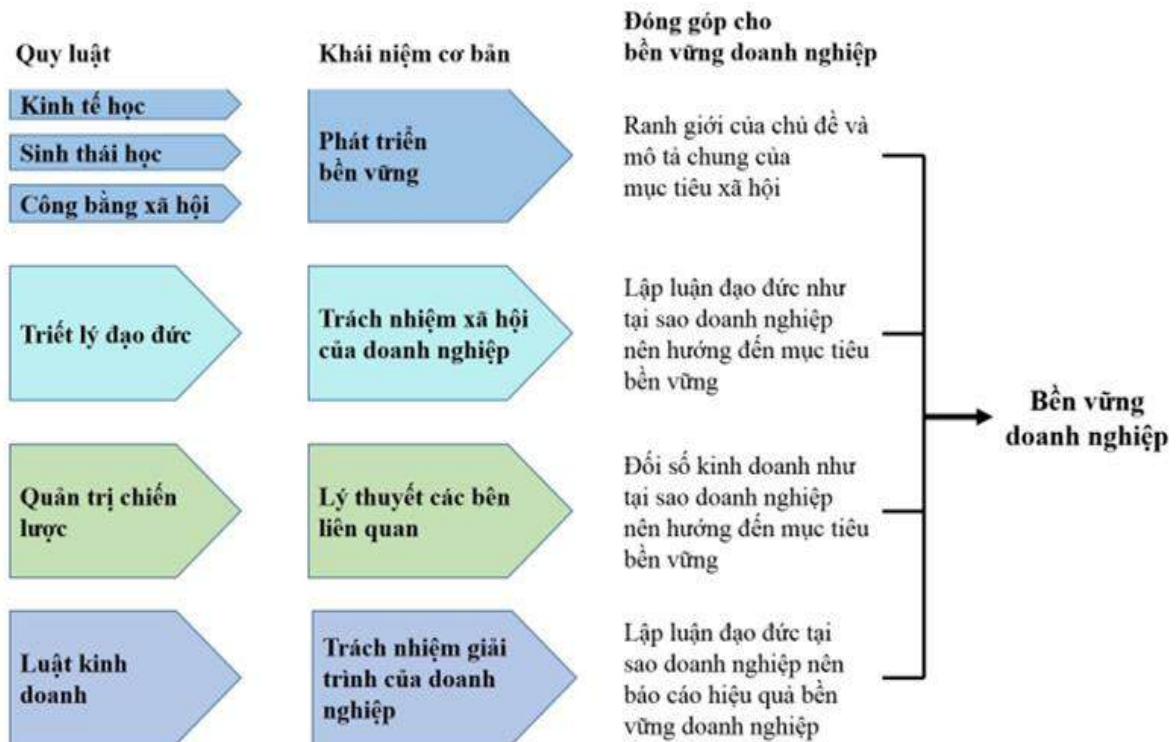 Quy luật
Khái niệm cơ bản
Đóng góp cho
bền vững doanh nghiệp
Kinh tế học
Sinh thái học
Công bằng xã hội
Phát triển
bền vững
Ranh giới của chủ đề và
mô tả chung của
mục tiêu xã hội
Triết lý đạo đức
Trách nhiệm xã hội
của doanh nghiệp
Lập luận đạo đức như
tại sao doanh nghiệp
nên hướng đến mục tiêu
bền vững
Quản trị chiến
lược
Lý thuyết các bên
liên quan
Đối số kinh doanh như
tại sao doanh nghiệp
nên hướng đến mục tiêu
bền vững
Luật kinh
doanh
Trách nhiệm giải
trình của doanh
nghiệp
Lập luận đạo đức tại
sao doanh nghiệp nên
báo cáo hiệu quả bền
vững doanh nghiệp
Bền vững
doanh nghiệp